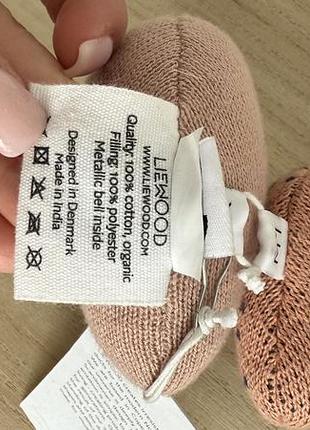 LIEWOOD
WWW.LIEWOOD.COM
Quality: 100% cotton, organic
Filling: 100% polyester
Metallic bell inside
Designed in Denmark
Made in India